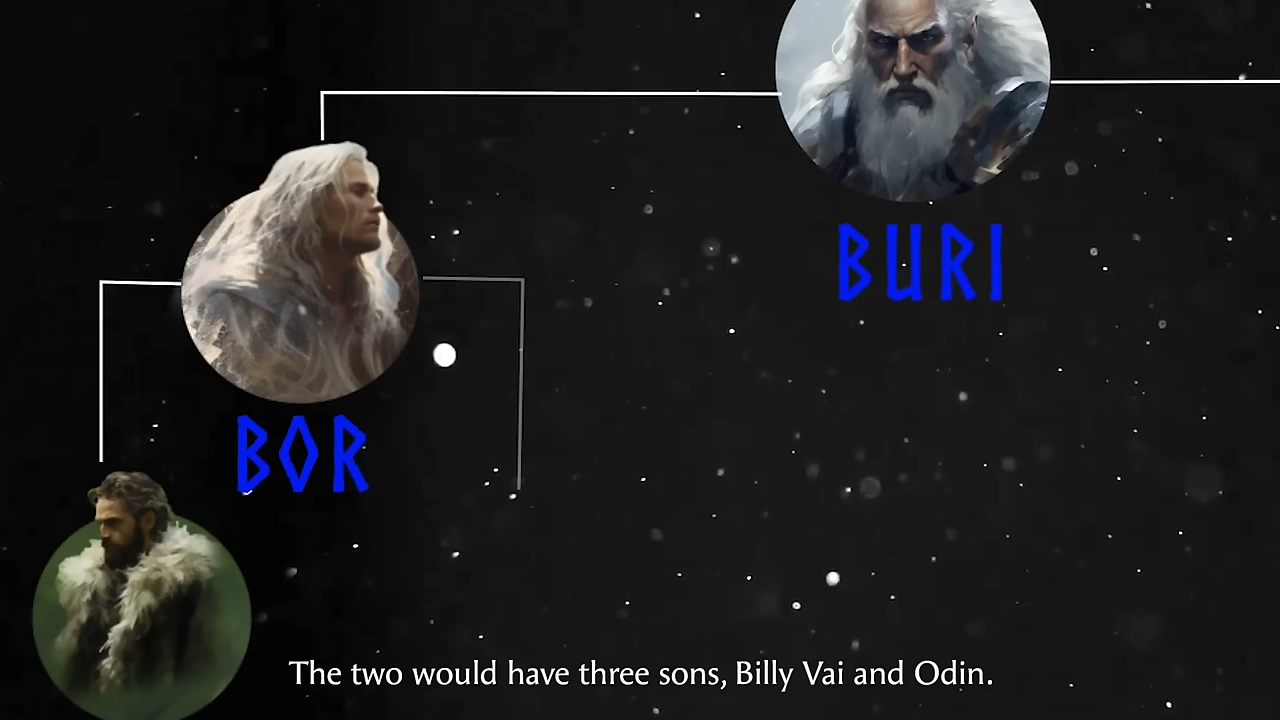 BURI
BOR
The two would have three sons, Billy Vai and Odin.